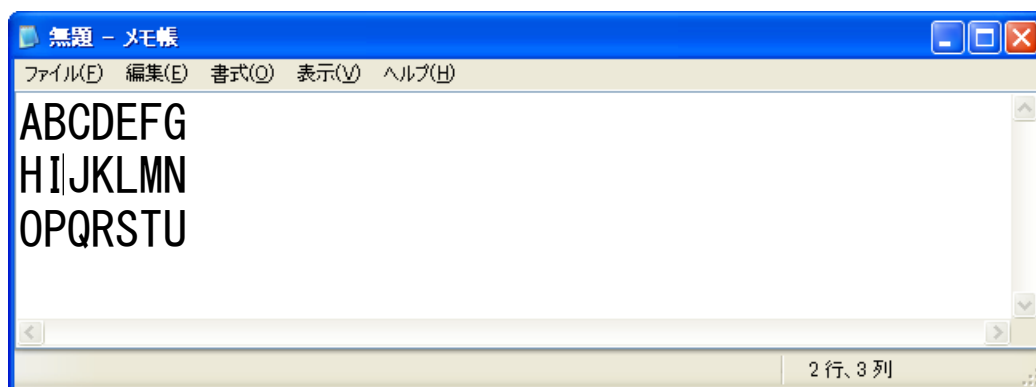 無題 - メモ帳
ファイル(F) 編集(E) 書式(O) 表示(V) ヘルプ(H)
ABCDEFG
HIJKLMN
OPQRSTU
2 行、3 列